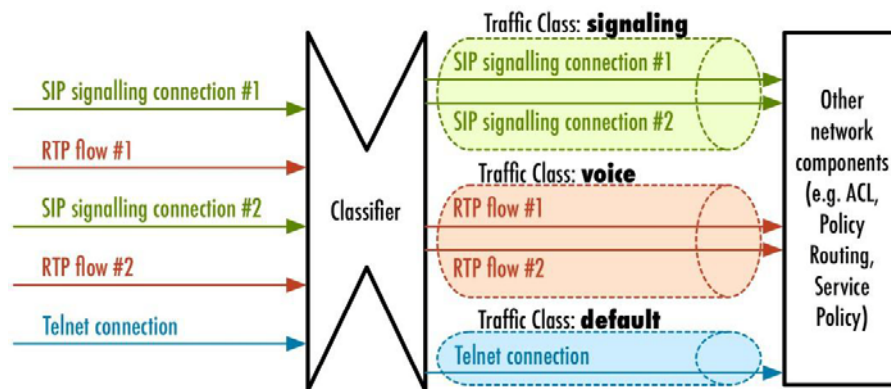 SIP signalling connection #1
RTP flow #1
SIP signalling connection #2
RTP flow #2
Telnet connection
Classifier
Traffic Class: signaling
SIP signalling connection #1
SIP signalling connection #2
Traffic Class: voice
RTP flow #1
RTP flow #2
Traffic Class: default
Telnet connection
Other
network
components
(e.g. ACL,
Policy
Routing,
Service
Policy)